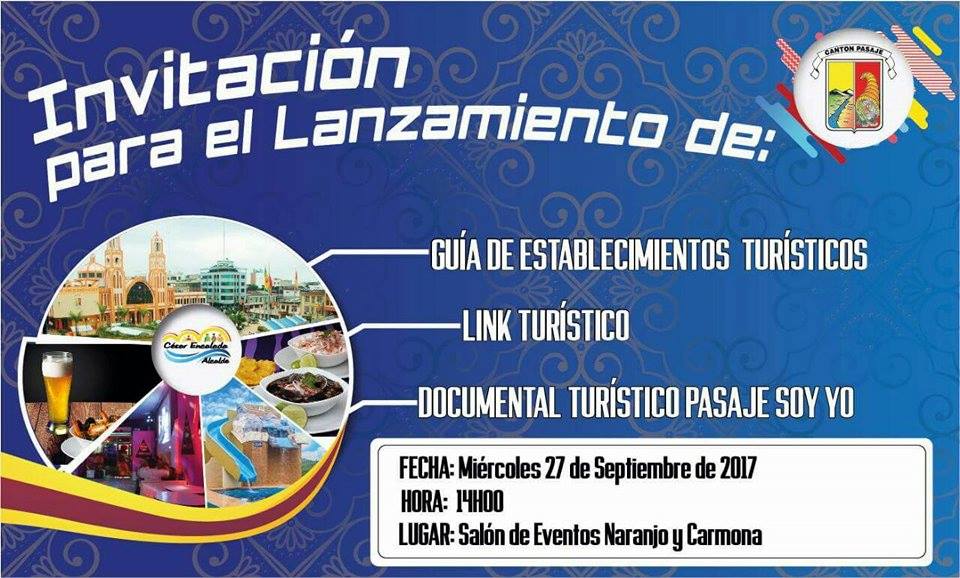 Invitación
para el Lanzamiento de:
CANTON PASAJE
GUÍA DE ESTABLECIMIENTOS TURÍSTICOS
LINK TURÍSTICO
DOCUMENTAL TURÍSTICO PASAJE SOY YO
César Encalada
Alcalde
FECHA: Miércoles 27 de Septiembre de 2017
HORA: 14H00
LUGAR: Salón de Eventos Naranjo y Carmona